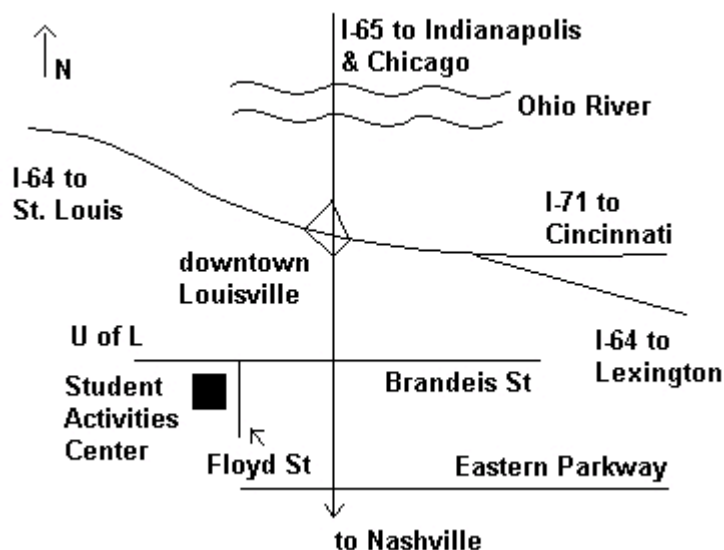 I-65 to Indianapolis
& Chicago
N
Ohio River
I-64 to
St. Louis
I-71 to
Cincinnati
downtown
Louisville
I-64 to
Lexington
U of L
Brandeis St
Student
Activities
Center
Floyd St
Eastern Parkway
to Nashville